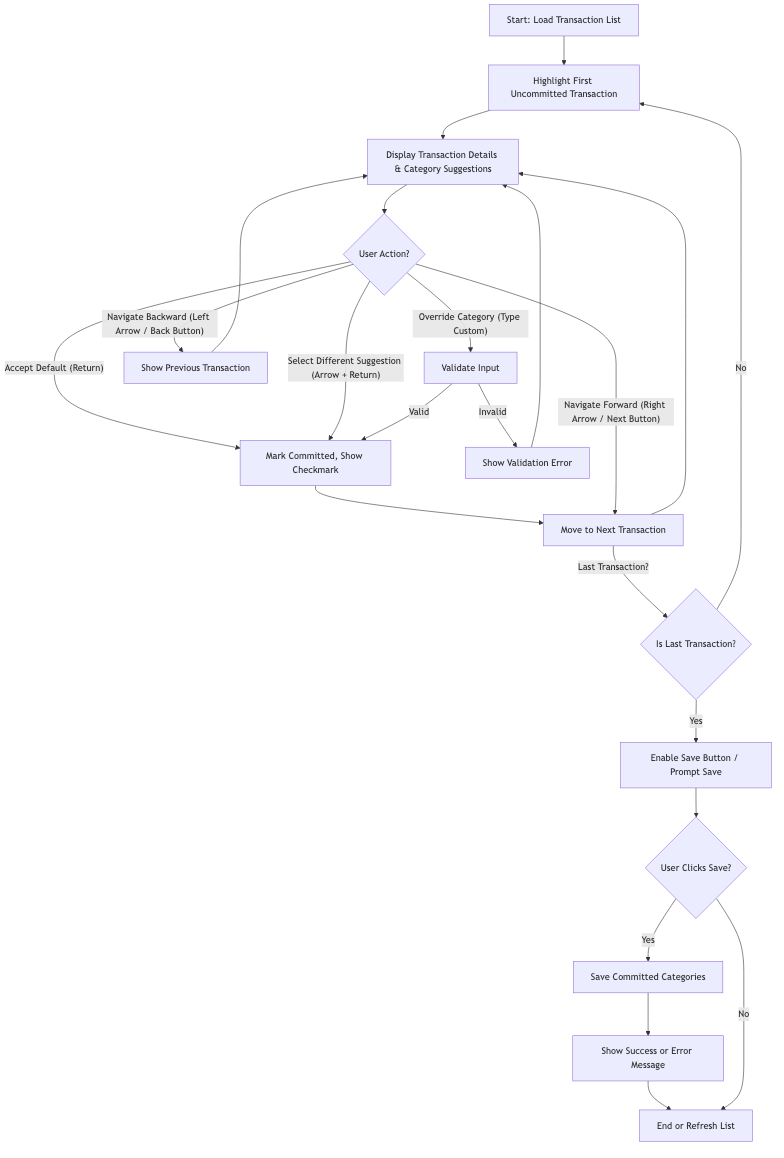 Start: Load Transaction List
Highlight First
Uncommitted Transaction
Display Transaction Details
& Category Suggestions
User Action?
Navigate Backward (Left
Arrow / Back Button)
Override Category (Type
Custom)
Accept Default (Return)
Select Different Suggestion
(Arrow + Return)
Show Previous Transaction
Validate Input
No
Navigate Forward (Right
Arrow / Next Button)
Valid
Invalid
Mark Committed, Show
Checkmark
Show Validation Error
Move to Next Transaction
Last Transaction?
Is Last Transaction?
Yes
Enable Save Button /
Prompt Save
User Clicks Save?
Yes
Save Committed Categories
No
Show Success or Error
Message
End or Refresh List